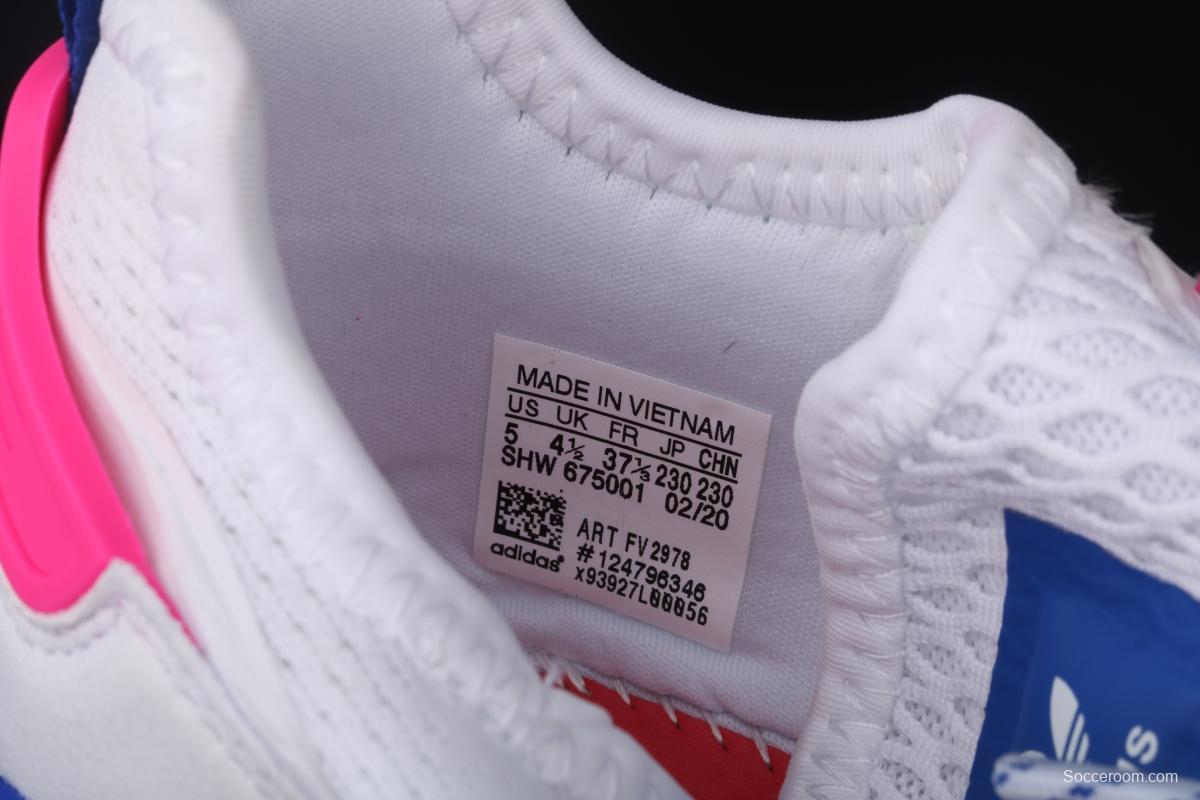 MADE IN VIETNAM
US UK FR JP CHN
5 4½ 37⅓ 230 230
SHW 675001 02/20
ART FV2978
#124796346
x93927L00056
adidas
Socceroom.com